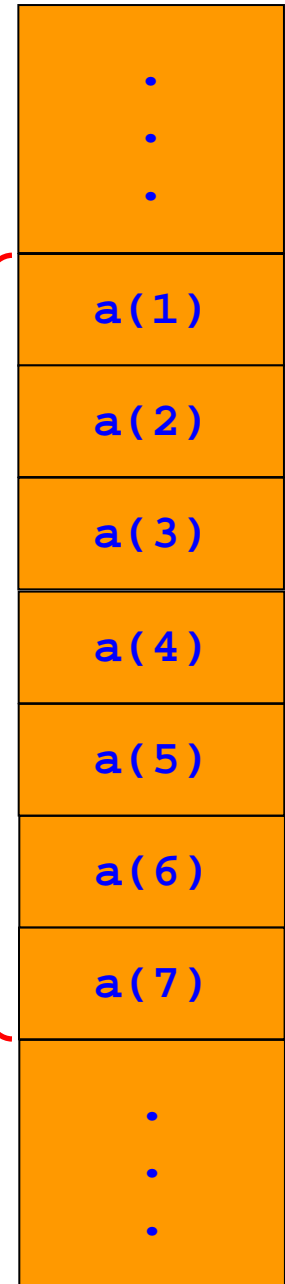 .
.
.
a(1)
a(2)
a(3)
a(4)
a(5)
a(6)
a(7)
.
.
.